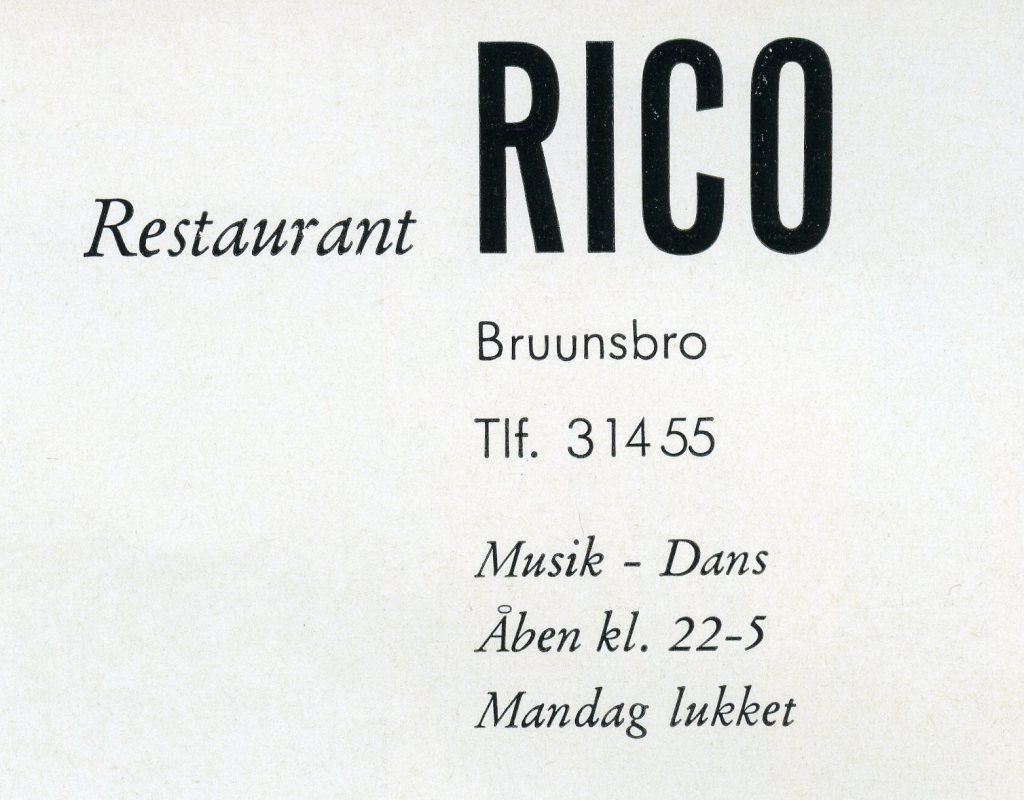 Restaurant RICO
Bruunsbro
Tlf. 31455
Musik - Dans
Åben kl. 22-5
Mandag lukket